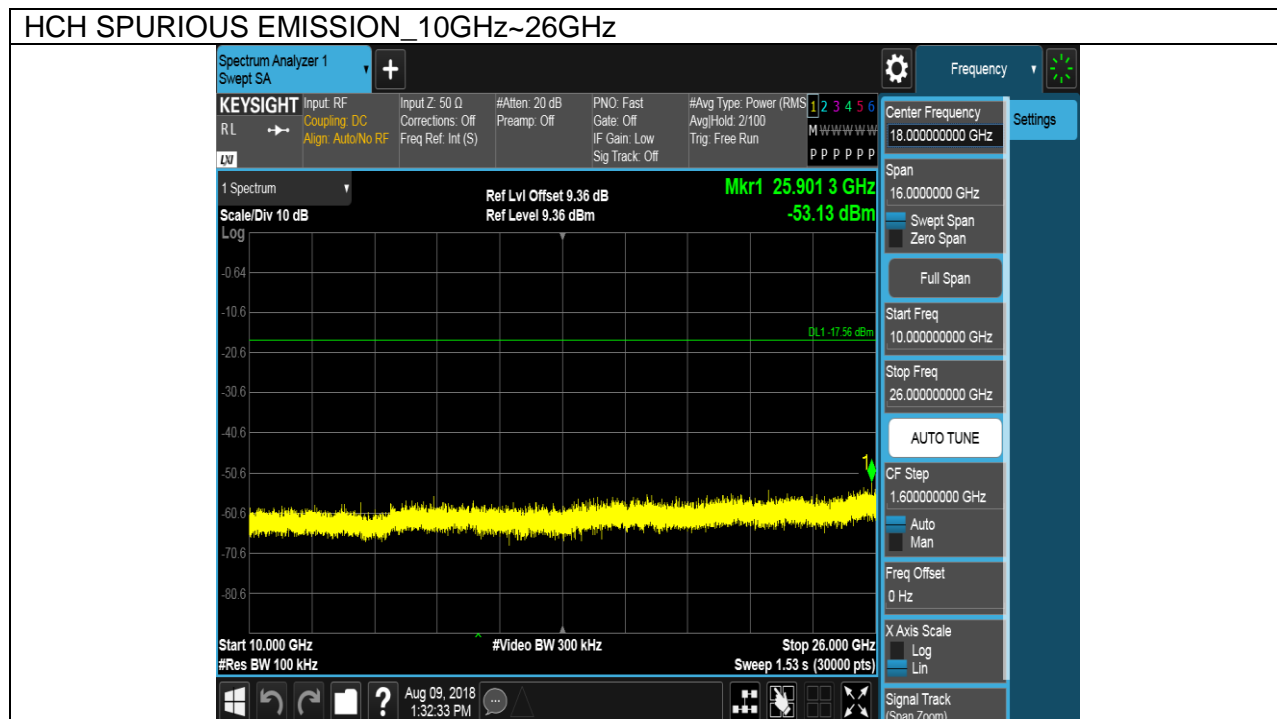 HCH SPURIOUS EMISSION_10GHz~26GHz
Spectrum Analyzer 1
Swept SA
+
Frequency
KEYSIGHT
RL
LXI
Input: RF
Coupling: DC
Align: Auto/No RF
Input Z: 50 Ω
Corrections: Off
Freq Ref: Int (S)
#Atten: 20 dB
Preamp: Off
PNO: Fast
Gate: Off
IF Gain: Low
Sig Track: Off
#Avg Type: Power (RMS
Avg|Hold: 2/100
Trig: Free Run
1 2 3 4 5 6
M W W W W W
P P P P P P
1 Spectrum
Scale/Div 10 dB
Log
Ref Lvl Offset 9.36 dB
Ref Level 9.36 dBm
Mkr1 25.901 3 GHz
-53.13 dBm
-0.64
-10.6
DL1 -17.56 dBm
-20.6
-30.6
-40.6
1
-50.6
-60.6
-70.6
-80.6
Start 10.000 GHz
#Res BW 100 kHz
#Video BW 300 kHz
Stop 26.000 GHz
Sweep 1.53 s (30000 pts)
?
Aug 09, 2018
1:32:33 PM
Center Frequency
18.000000000 GHz
Settings
Span
16.0000000 GHz
Swept Span
Zero Span
Full Span
Start Freq
10.000000000 GHz
Stop Freq
26.000000000 GHz
AUTO TUNE
CF Step
1.600000000 GHz
Auto
Man
Freq Offset
0 Hz
X Axis Scale
Log
Lin
Signal Track
(Span Zoom)